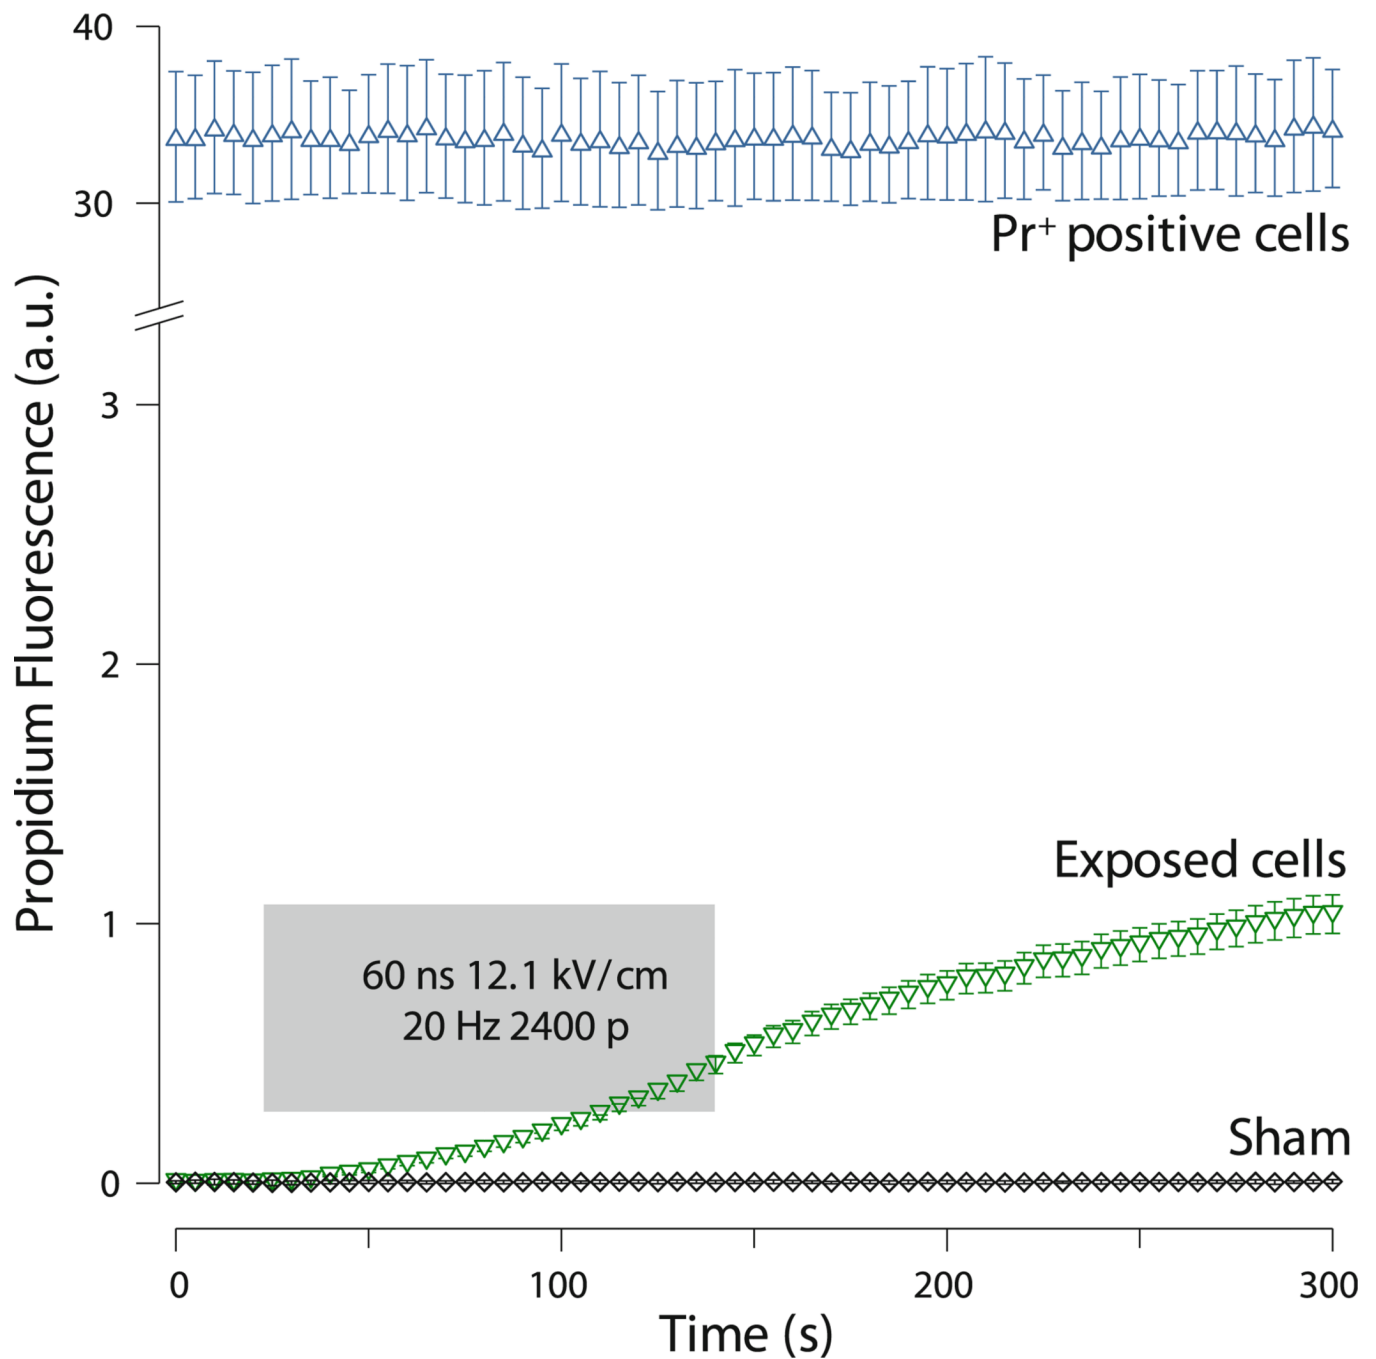 40
30
Pr⁺ positive cells
Propidium Fluorescence (a.u.)
3
2
1
Exposed cells
60 ns 12.1 kV/cm
20 Hz 2400 p
Sham
0
0 100 200 300
Time (s)